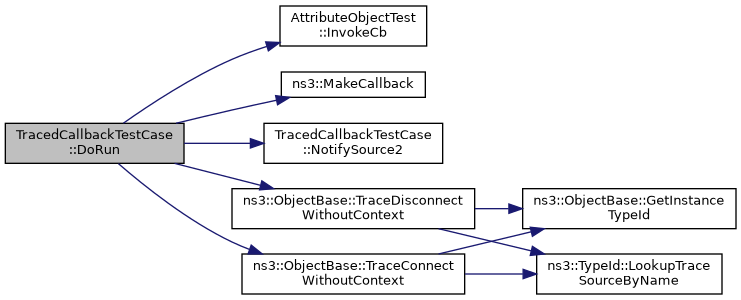 AttributeObjectTest
::InvokeCb
ns3::MakeCallback
TracedCallbackTestCase
::DoRun
TracedCallbackTestCase
::NotifySource2
ns3::ObjectBase::TraceDisconnect
WithoutContext
ns3::ObjectBase::GetInstance
TypeId
ns3::ObjectBase::TraceConnect
WithoutContext
ns3::TypeId::LookupTrace
SourceByName